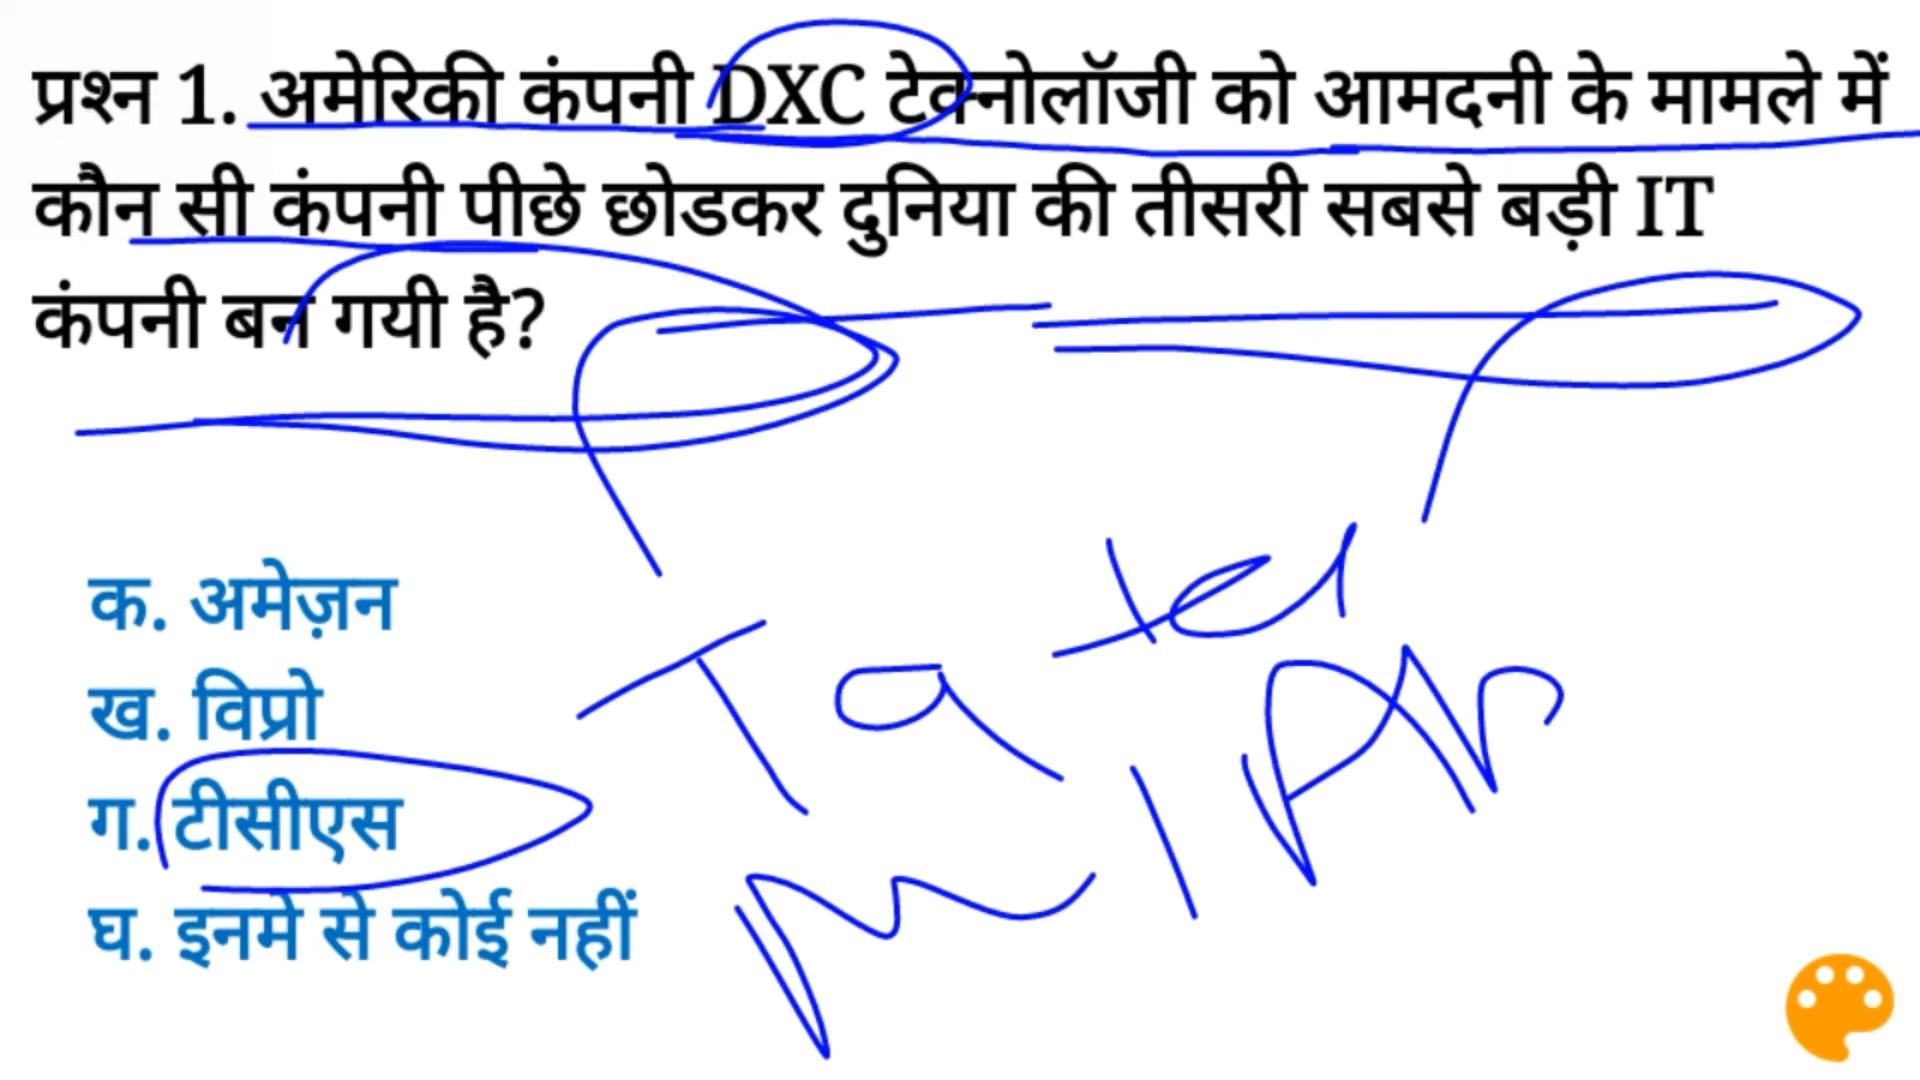 प्रश्न 1. अमेरिकी कंपनी DXC टेक्नोलॉजी को आमदनी के मामले में
कौन सी कंपनी पीछे छोडकर दुनिया की तीसरी सबसे बड़ी IT
कंपनी बन गयी है?
क. अमेज़न
ख. विप्रो
ग. टीसीएस
घ. इनमे से कोई नहीं